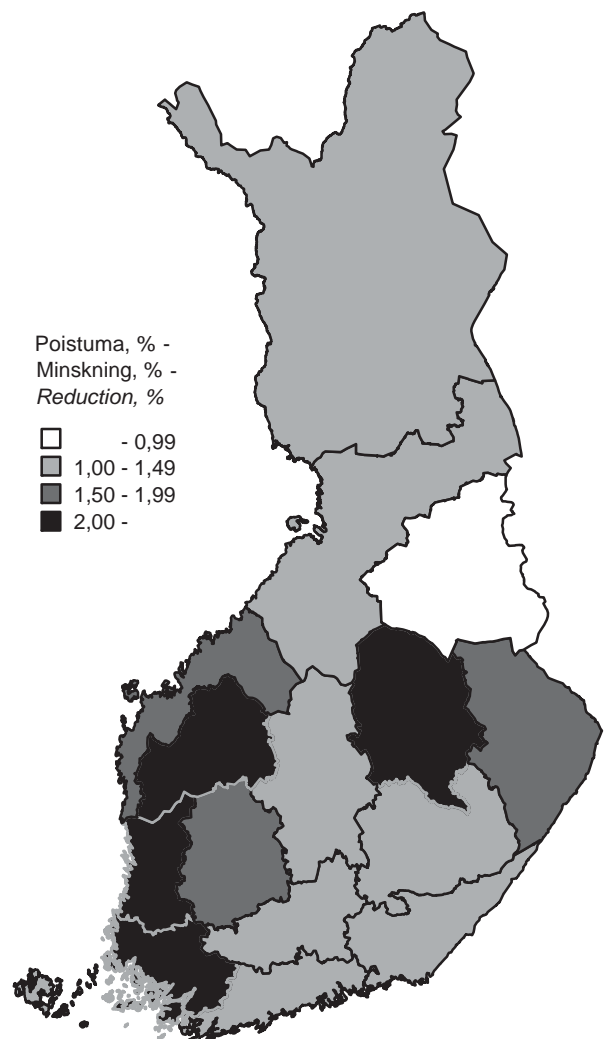 Poistuma, % -
Minskning, % -
Reduction, %
- 0,99
1,00 - 1,49
1,50 - 1,99
2,00 -